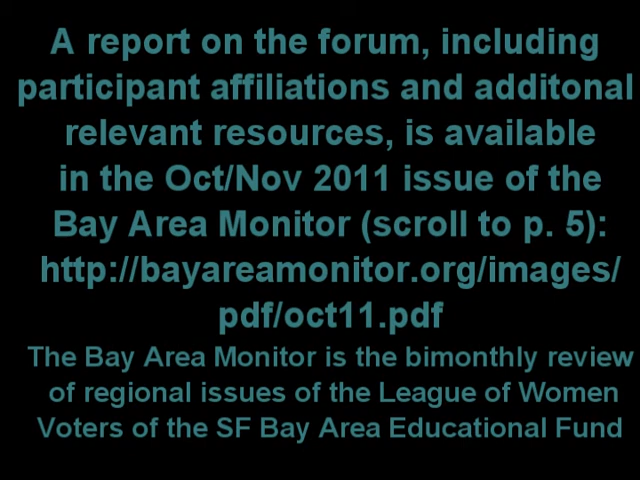 A report on the forum, including
participant affiliations and additonal
relevant resources, is available
in the Oct/Nov 2011 issue of the
Bay Area Monitor (scroll to p. 5):
http://bayareamonitor.org/images/
pdf/oct11.pdf
The Bay Area Monitor is the bimonthly review
of regional issues of the League of Women
Voters of the SF Bay Area Educational Fund